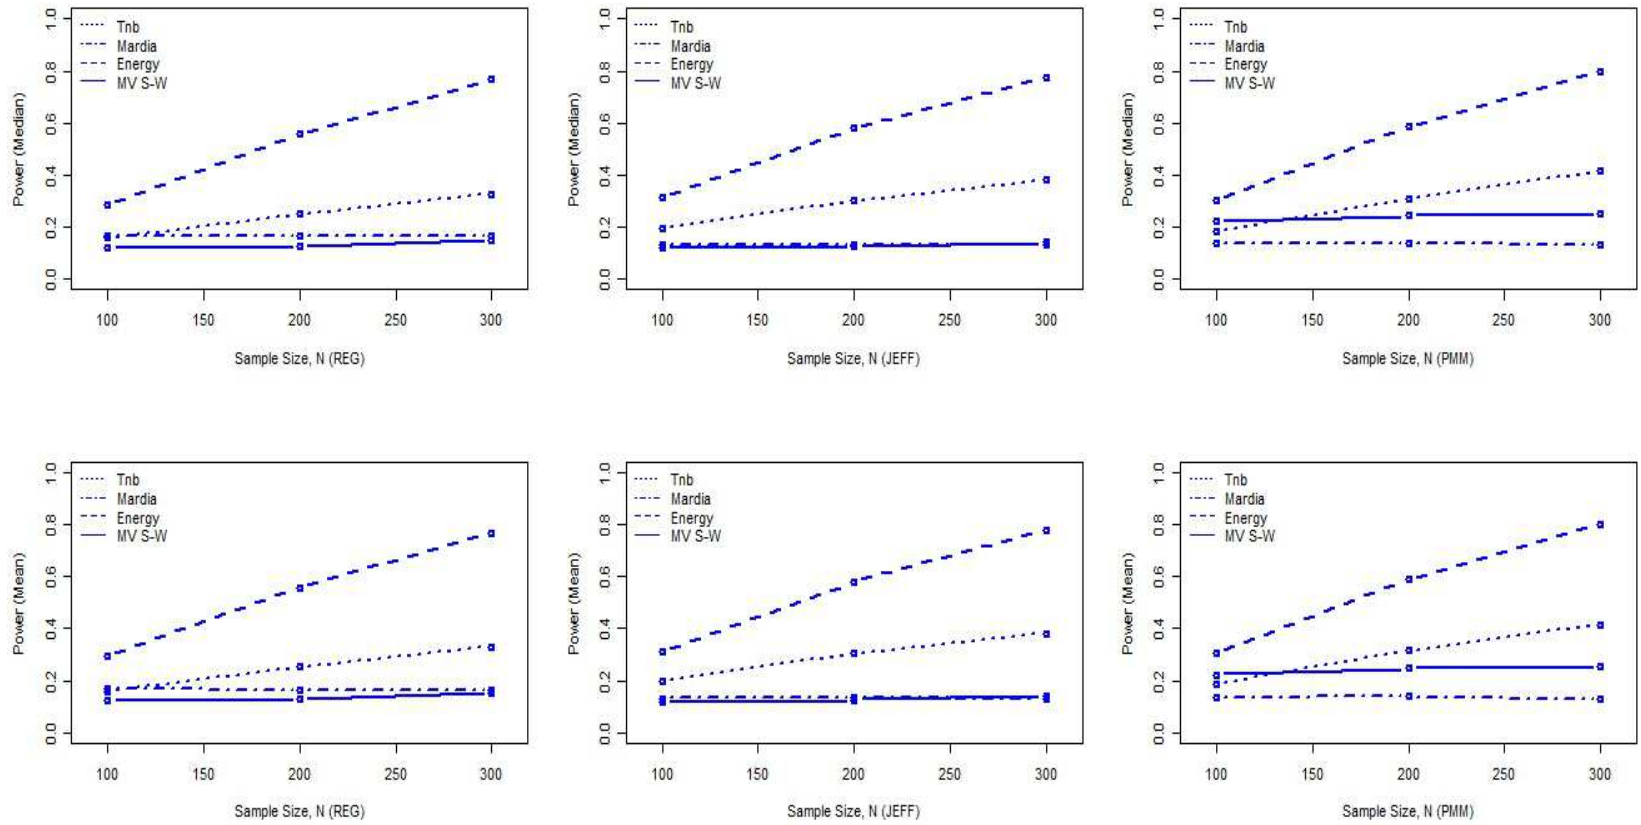 Power (Median)
1.0
0.8
0.6
0.4
0.2
0.0
Tnb
Mardia
Energy
MV S-W
100 150 200 250 300
Sample Size, N (REG)
Power (Median)
1.0
0.8
0.6
0.4
0.2
0.0
Tnb
Mardia
Energy
MV S-W
100 150 200 250 300
Sample Size, N (JEFF)
Power (Median)
1.0
0.8
0.6
0.4
0.2
0.0
Tnb
Mardia
Energy
MV S-W
100 150 200 250 300
Sample Size, N (PMM)
Power (Mean)
1.0
0.8
0.6
0.4
0.2
0.0
Tnb
Mardia
Energy
MV S-W
100 150 200 250 300
Sample Size, N (REG)
Power (Mean)
1.0
0.8
0.6
0.4
0.2
0.0
Tnb
Mardia
Energy
MV S-W
100 150 200 250 300
Sample Size, N (JEFF)
Power (Mean)
1.0
0.8
0.6
0.4
0.2
0.0
Tnb
Mardia
Energy
MV S-W
100 150 200 250 300
Sample Size, N (PMM)